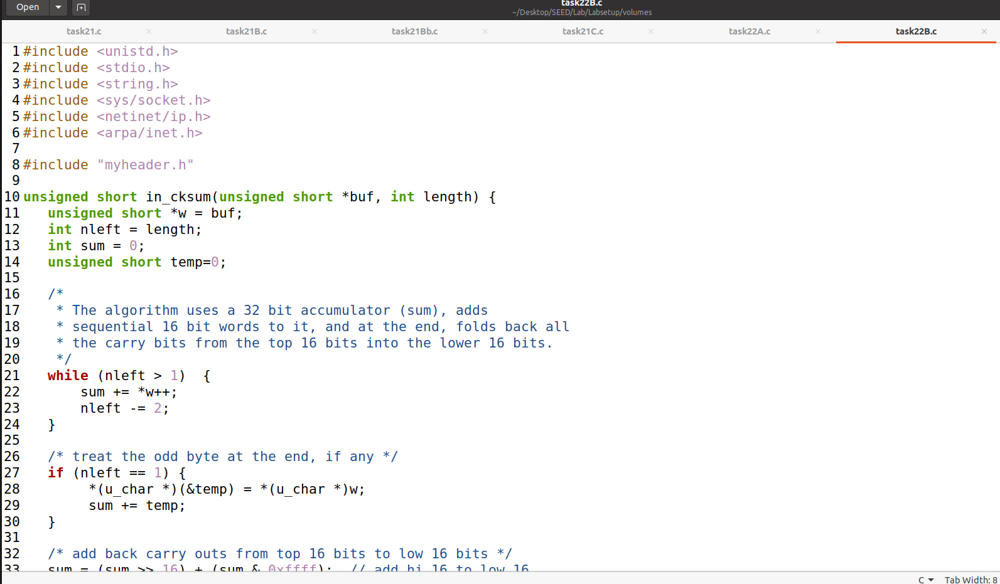 Open
task22B.c
~/Desktop/SEED/Lab/Labsetup/volumes
task21.c × task21B.c × task21Bb.c × task21C.c × task22A.c × task22B.c ×
1 #include <unistd.h>
2 #include <stdio.h>
3 #include <string.h>
4 #include <sys/socket.h>
5 #include <netinet/ip.h>
6 #include <arpa/inet.h>
7
8 #include "myheader.h"
9
10 unsigned short in_cksum(unsigned short *buf, int length) {
11    unsigned short *w = buf;
12    int nleft = length;
13    int sum = 0;
14    unsigned short temp=0;
15
16    /*
17     * The algorithm uses a 32 bit accumulator (sum), adds
18     * sequential 16 bit words to it, and at the end, folds back all
19     * the carry bits from the top 16 bits into the lower 16 bits.
20     */
21    while (nleft > 1)  {
22        sum += *w++;
23        nleft -= 2;
24    }
25
26    /* treat the odd byte at the end, if any */
27    if (nleft == 1) {
28         *(u_char *)(&temp) = *(u_char *)w;
29         sum += temp;
30    }
31
32    /* add back carry outs from top 16 bits to low 16 bits */
33    sum = (sum >> 16) + (sum & 0xffff);  // add hi 16 to low 16
C Tab Width: 8